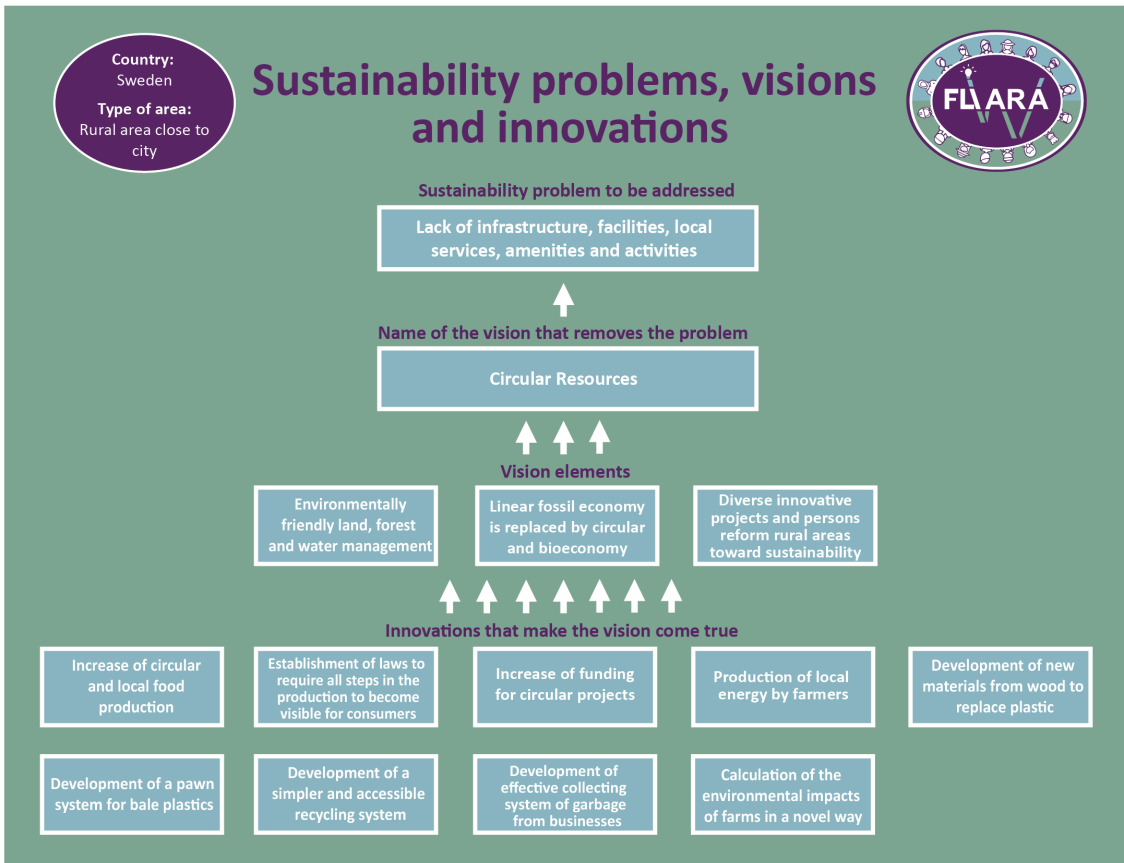 Country:
Sweden
Type of area:
Rural area close to
city
Sustainability problems, visions
and innovations
FLIARA
Sustainability problem to be addressed
Lack of infrastructure, facilities, local
services, amenities and activities
Name of the vision that removes the problem
Circular Resources
Vision elements
Environmentally
friendly land, forest
and water management
Linear fossil economy
is replaced by circular
and bioeconomy
Diverse innovative
projects and persons
reform rural areas
toward sustainability
Innovations that make the vision come true
Increase of circular
and local food
production
Establishment of laws to
require all steps in the
production to become
visible for consumers
Increase of funding
for circular projects
Production of local
energy by farmers
Development of new
materials from wood to
replace plastic
Development of a pawn
system for bale plastics
Development of a
simpler and accessible
recycling system
Development of
effective collecting
system of garbage
from businesses
Calculation of the
environmental impacts
of farms in a novel way